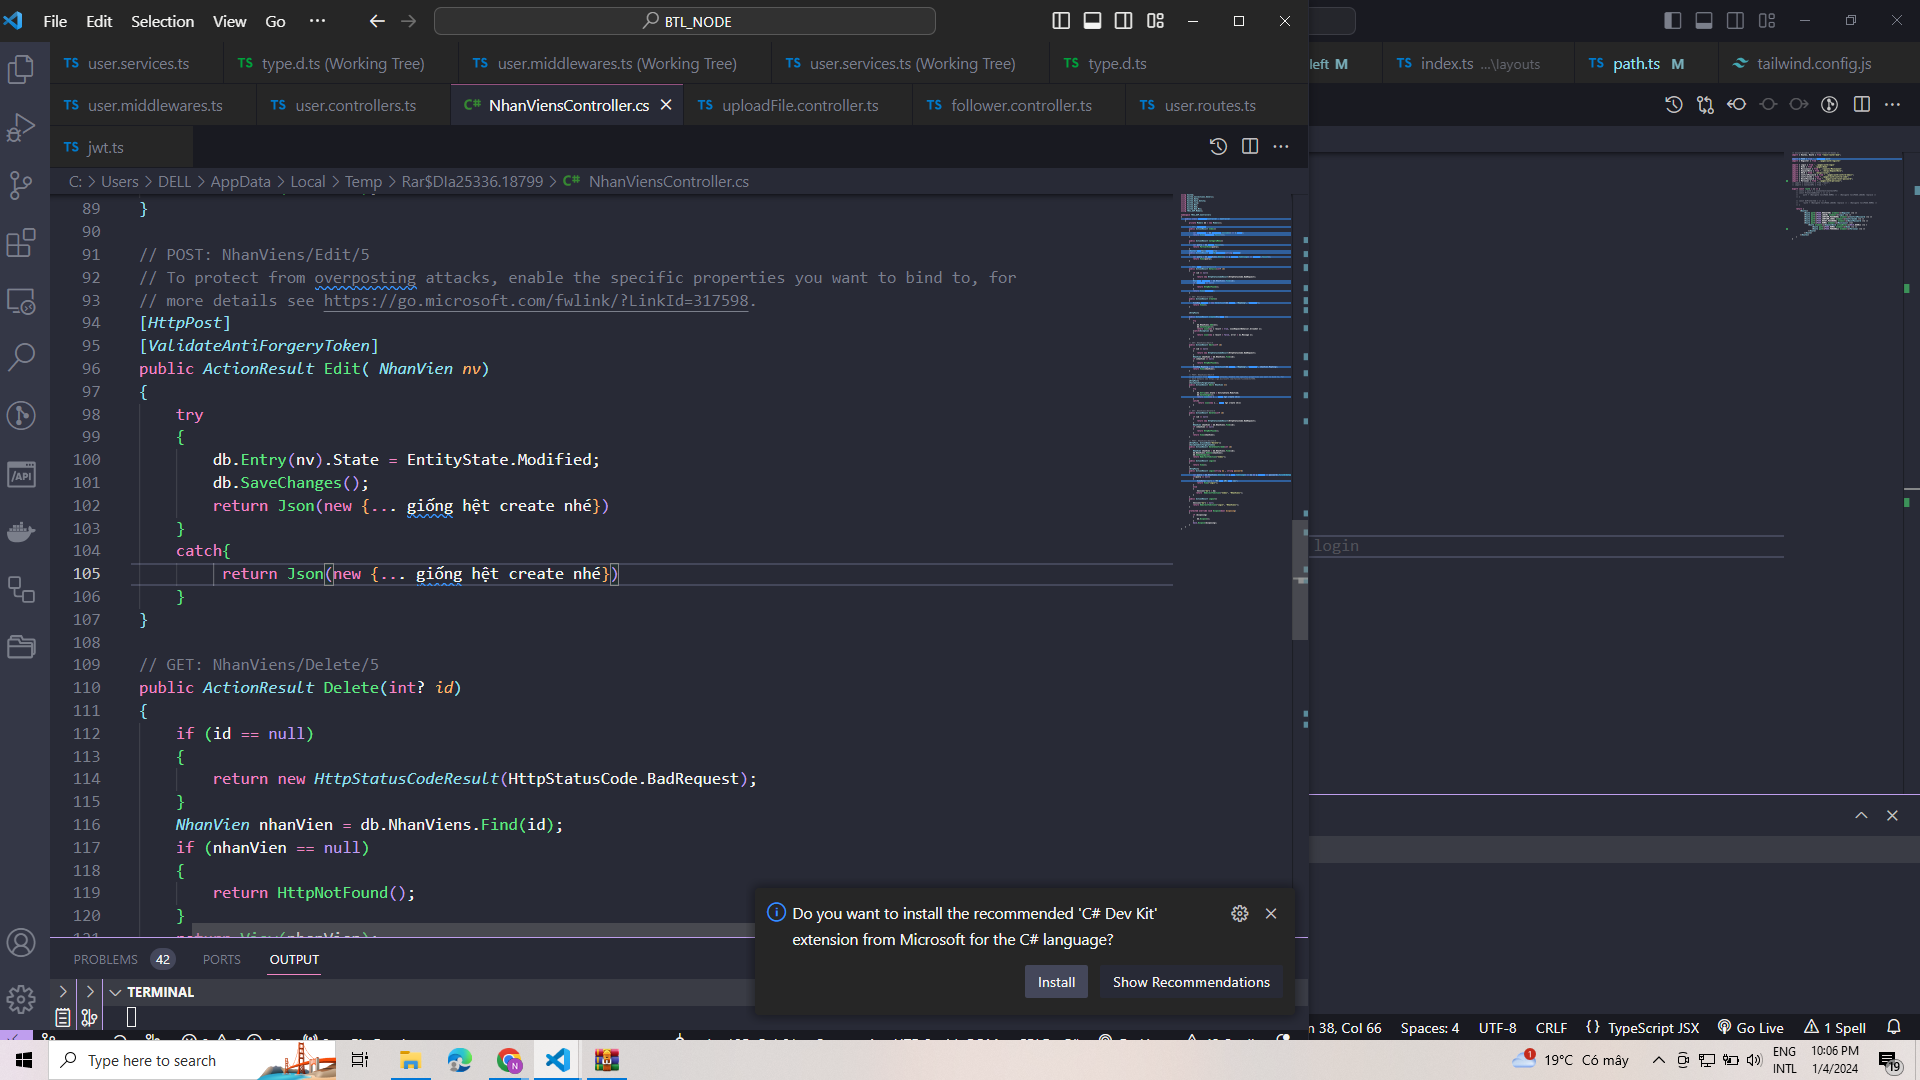 File Edit Selection View Go ··· BTL_NODE
TS user.services.ts TS type.d.ts (Working Tree) TS user.middlewares.ts (Working Tree) TS user.services.ts (Working Tree) TS type.d.ts left M TS index.ts ...\layouts TS path.ts M tailwind.config.js
TS user.middlewares.ts TS user.controllers.ts C# NhanViensController.cs TS uploadFile.controller.ts TS follower.controller.ts TS user.routes.ts
TS jwt.ts
C: > Users > DELL > AppData > Local > Temp > Rar$DIa25336.18799 > C# NhanViensController.cs
89 }
90
91 // POST: NhanViens/Edit/5
92 // To protect from overposting attacks, enable the specific properties you want to bind to, for
93 // more details see https://go.microsoft.com/fwlink/?LinkId=317598.
94 [HttpPost]
95 [ValidateAntiForgeryToken]
96 public ActionResult Edit( NhanVien nv)
97 {
98 try
99 {
100 db.Entry(nv).State = EntityState.Modified;
101 db.SaveChanges();
102 return Json(new {... giống hệt create nhé})
103 }
104 catch{
105 return Json(new {... giống hệt create nhé})
106 }
107 }
108
109 // GET: NhanViens/Delete/5
110 public ActionResult Delete(int? id)
111 {
112 if (id == null)
113 {
114 return new HttpStatusCodeResult(HttpStatusCode.BadRequest);
115 }
116 NhanVien nhanVien = db.NhanViens.Find(id);
117 if (nhanVien == null)
118 {
119 return HttpNotFound();
120 }
login
Do you want to install the recommended 'C# Dev Kit'
extension from Microsoft for the C# language?
Install Show Recommendations
PROBLEMS 42 PORTS OUTPUT
TERMINAL
38, Col 66 Spaces: 4 UTF-8 CRLF {} TypeScript JSX Go Live 1 Spell
Type here to search
19°C Có mây
ENG
INTL
10:06 PM
1/4/2024
19